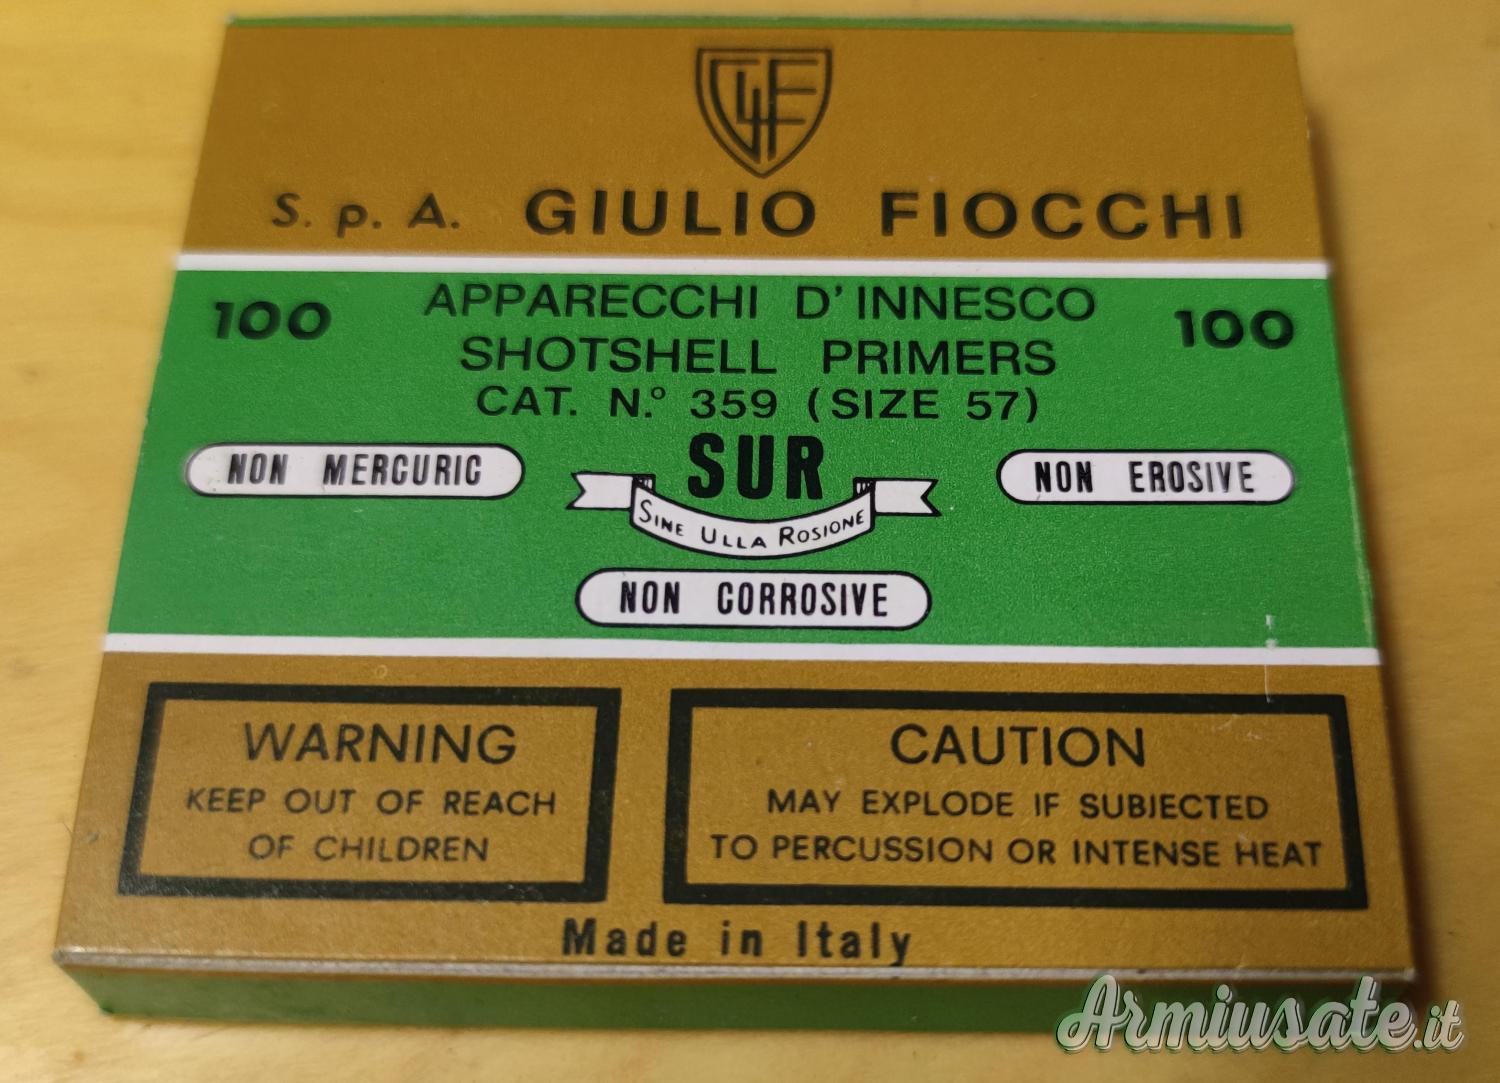 GF
S. p. A. GIULIO FIOCCHI
100 APPARECCHI D'INNESCO 100
SHOTSHELL PRIMERS
CAT. N.º 359 (SIZE 57)
SUR
NON MERCURIC
NON EROSIVE
SINE ULLA ROSIONE
NON CORROSIVE
WARNING
KEEP OUT OF REACH
OF CHILDREN
CAUTION
MAY EXPLODE IF SUBJECTED
TO PERCUSSION OR INTENSE HEAT
Made in Italy
Armiusate.it